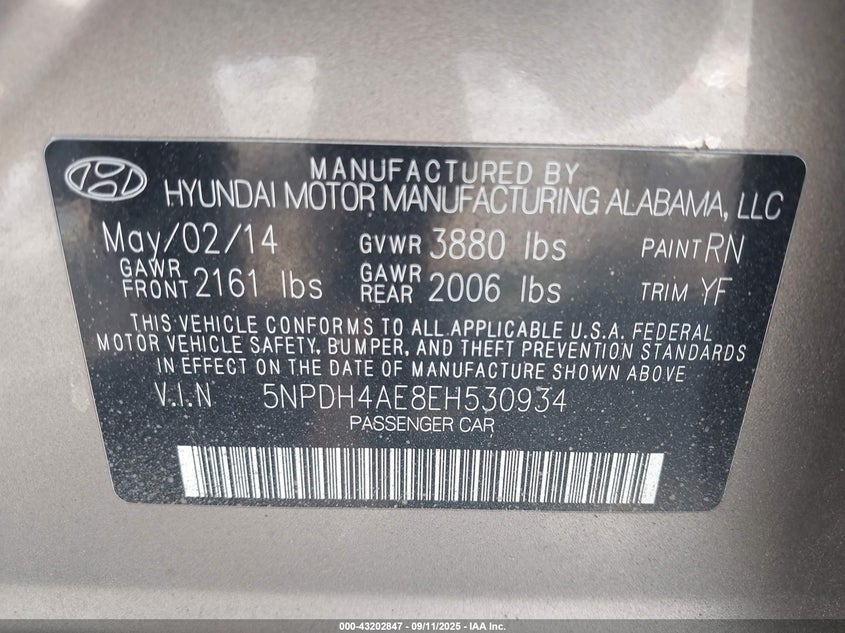 MANUFACTURED BY
HYUNDAI MOTOR MANUFACTURING ALABAMA, LLC
May/02/14 GVWR 3880 lbs PAINT RN
GAWR FRONT 2161 lbs GAWR REAR 2006 lbs TRIM YF
THIS VEHICLE CONFORMS TO ALL APPLICABLE U.S.A. FEDERAL
MOTOR VEHICLE SAFETY, BUMPER, AND THEFT PREVENTION STANDARDS
IN EFFECT ON THE DATE OF MANUFACTURE SHOWN ABOVE
V.I.N 5NPDH4AE8EH530934
PASSENGER CAR
000-43202847 - 09/11/2025 - IAA Inc.